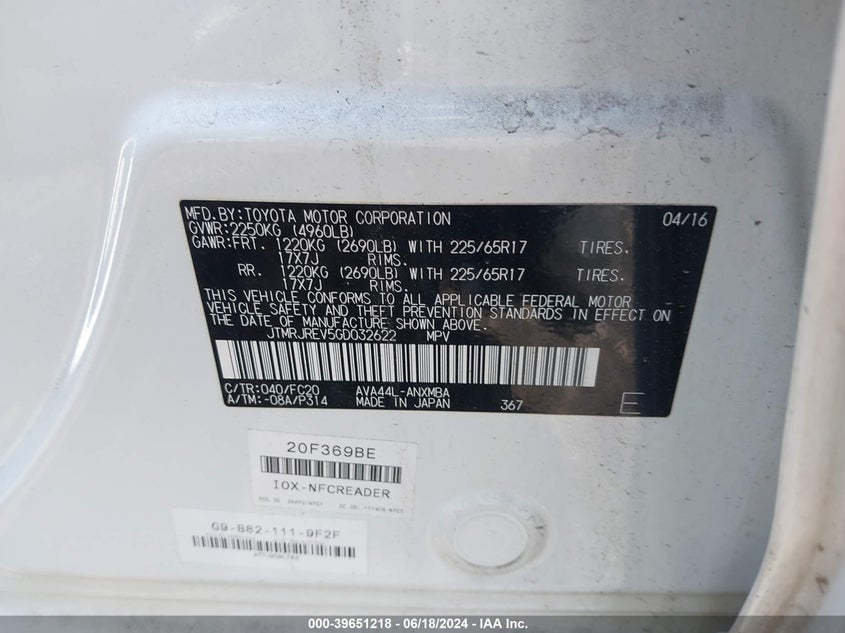 MFD.BY:TOYOTA MOTOR CORPORATION 04/16
GVWR:2250KG (4960LB)
GAWR:FRT. 1220KG (2690LB) WITH 225/65R17 TIRES.
17X7J RIMS.
RR. 1220KG (2690LB) WITH 225/65R17 TIRES.
17X7J RIMS.
THIS VEHICLE CONFORMS TO ALL APPLICABLE FEDERAL MOTOR
VEHICLE SAFETY AND THEFT PREVENTION STANDARDS IN EFFECT ON
THE DATE OF MANUFACTURE SHOWN ABOVE.
JTMRJREV5GD032622 MPV
C/TR:040/FC20 AVA44L-ANXMBA
A/TM:-08A/P314 MADE IN JAPAN 367 E
20F369BE
IOX-NFCREADER
G9-B82-111-9F2F
000-39651218 - 06/18/2024 - IAA Inc.